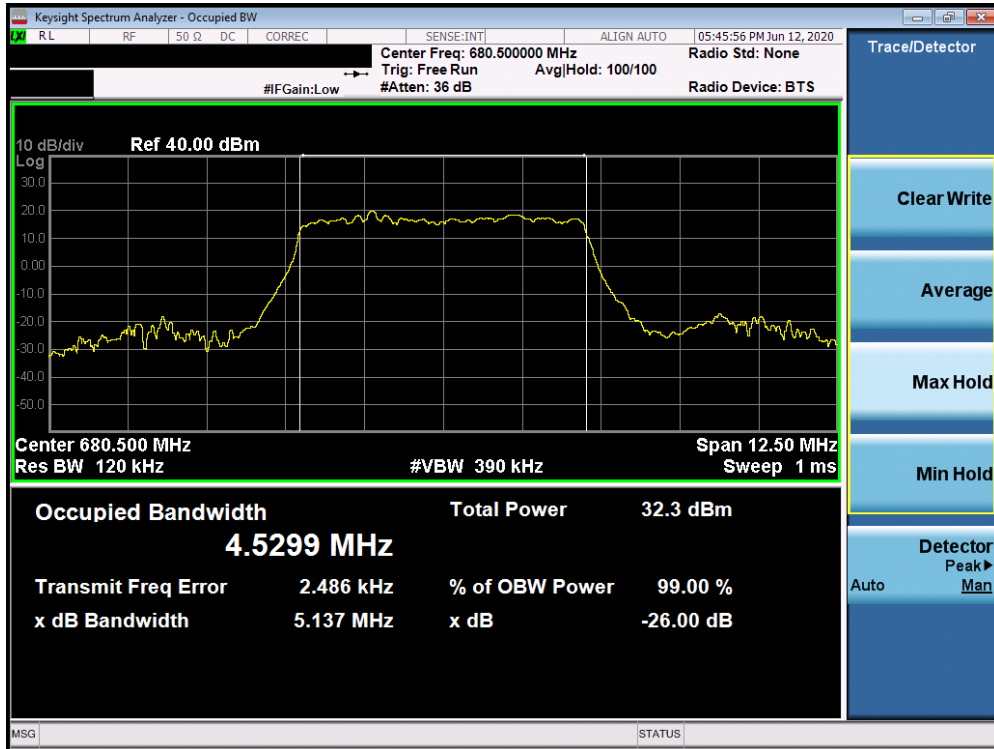 Keysight Spectrum Analyzer - Occupied BW
LXI RL RF 50 Ω DC CORREC SENSE:INT ALIGN AUTO 05:45:56 PM Jun 12, 2020
Center Freq: 680.500000 MHz Radio Std: None
Trig: Free Run Avg|Hold: 100/100
#IFGain:Low #Atten: 36 dB Radio Device: BTS
10 dB/div Ref 40.00 dBm
Log
30.0
20.0
10.0
0.00
-10.0
-20.0
-30.0
-40.0
-50.0
Center 680.500 MHz Span 12.50 MHz
Res BW 120 kHz #VBW 390 kHz Sweep 1 ms
Occupied Bandwidth Total Power 32.3 dBm
4.5299 MHz
Transmit Freq Error 2.486 kHz % of OBW Power 99.00 %
x dB Bandwidth 5.137 MHz x dB -26.00 dB
MSG STATUS
Trace/Detector
Clear Write
Average
Max Hold
Min Hold
Detector
Peak▶
Auto Man